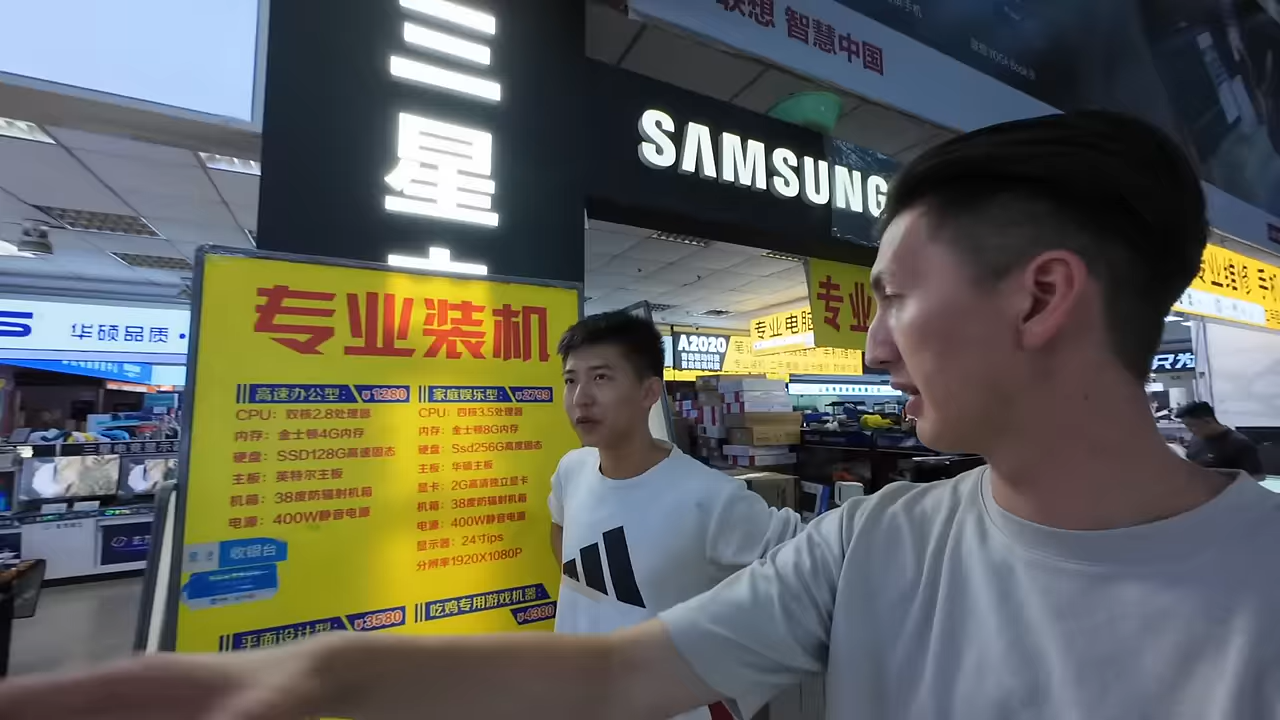 三星
SAMSUNG
联想 智慧中国
华硕品质
专业装机
高速办公型: ¥1280
CPU: 双核2.8处理器
内存: 金士顿4G内存
硬盘: SSD128G高速固态
主板: 英特尔主板
机箱: 38度防辐射机箱
电源: 400W静音电源
家庭娱乐型: ¥2799
CPU: 四核3.5处理器
内存: 金士顿8G内存
硬盘: Ssd256G高度固态
主板: 华硕主板
显卡: 2G高清独立显卡
机箱: 38度防辐射机箱
电源: 400W静音电源
显示器: 24寸ips
分辨率1920X1080P
收银台
平面设计型: ¥3580
吃鸡专用游戏机器: ¥4380
A2020
专业电脑
专业
专业维修 手机
只为